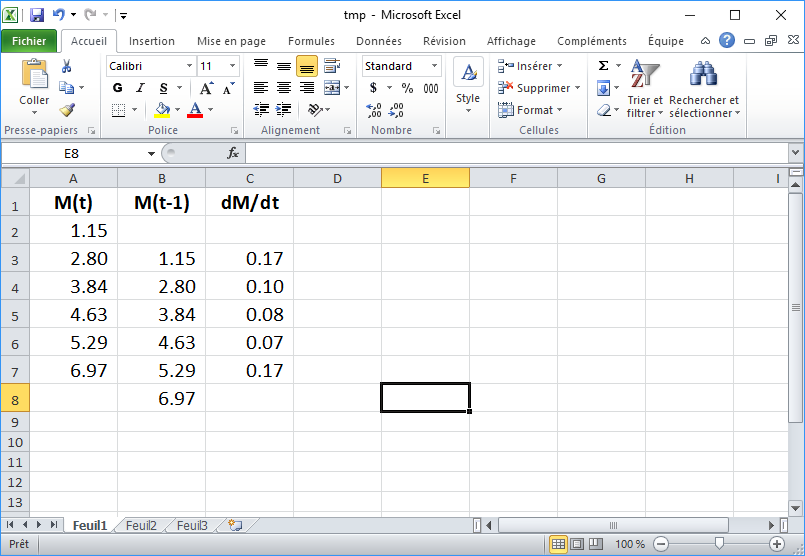 tmp - Microsoft Excel
Fichier Accueil Insertion Mise en page Formules Données Révision Affichage Compléments Équipe
Calibri 11 Standard Insérer Σ
Coller G I S A A $ % 000 Style Supprimer Trier et filtrer Rechercher et sélectionner
A Format
Presse-papiers Police Alignement Nombre Cellules Édition
E8 fx
A B C D E F G H I
1 M(t) M(t-1) dM/dt
2 1.15
3 2.80 1.15 0.17
4 3.84 2.80 0.10
5 4.63 3.84 0.08
6 5.29 4.63 0.07
7 6.97 5.29 0.17
8 6.97
9
10
11
12
13
Feuil1 Feuil2 Feuil3
Prêt 100 %